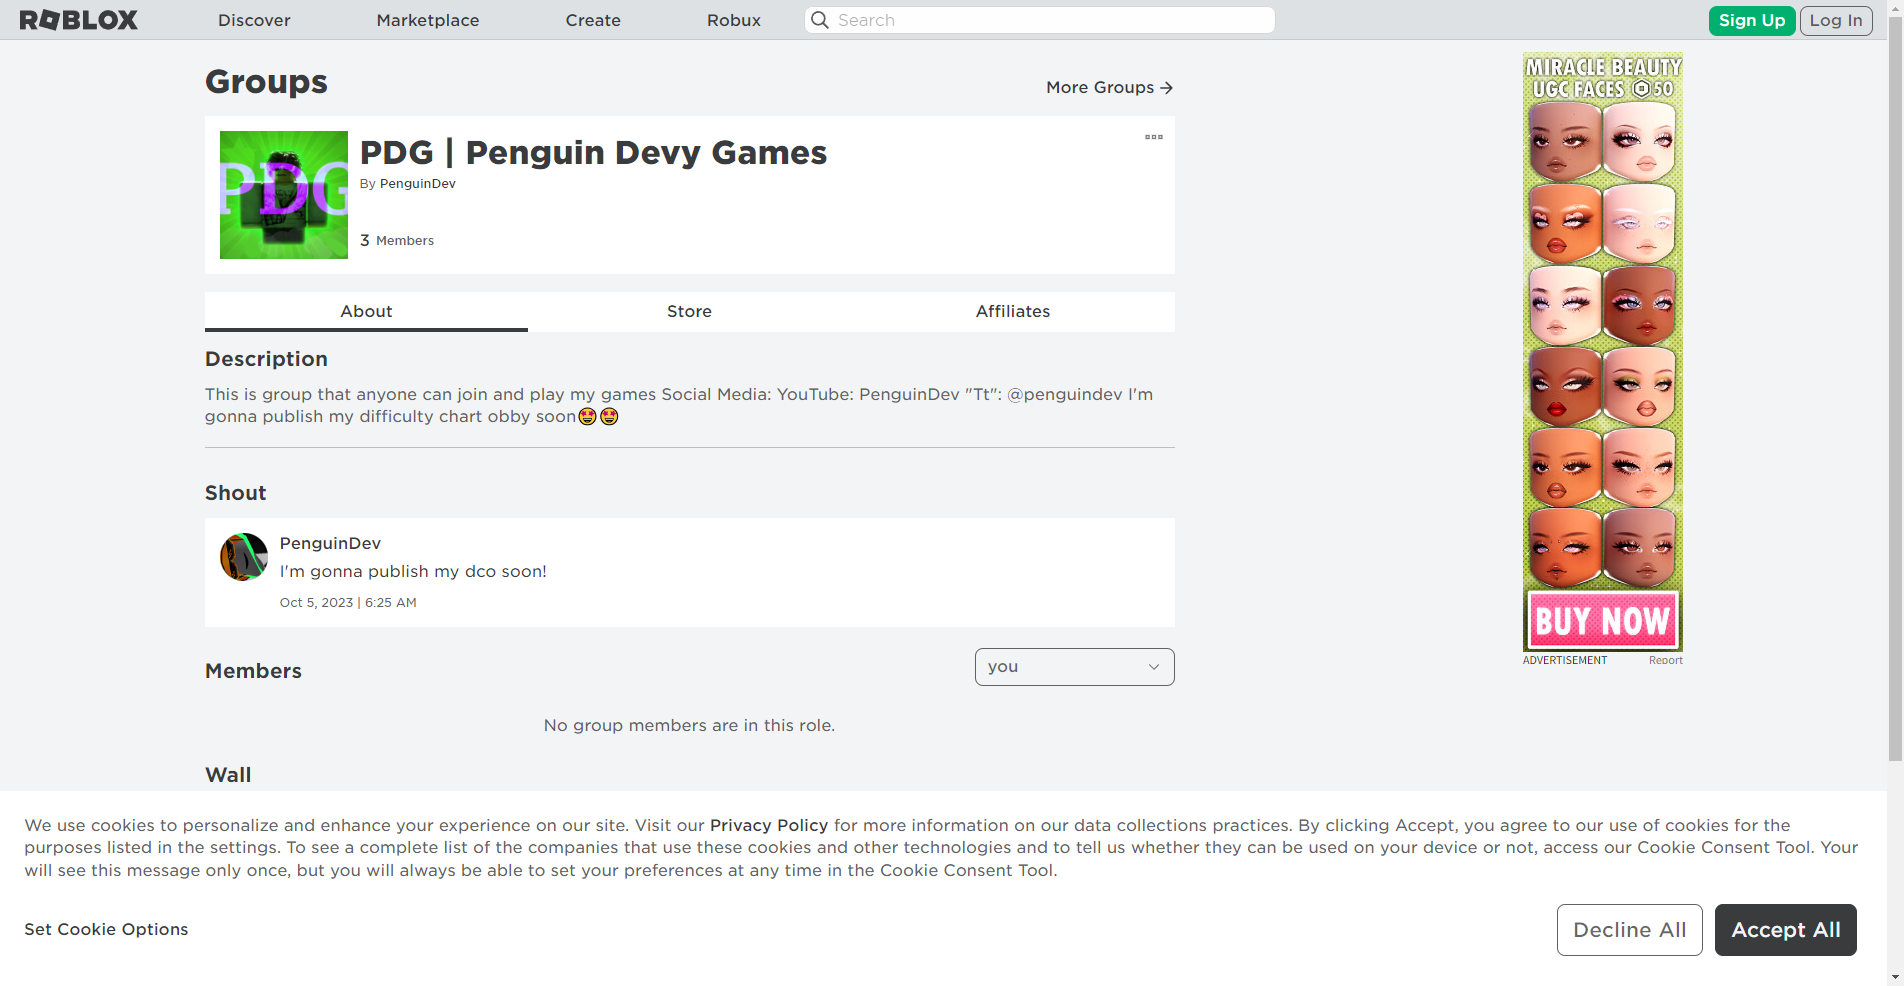 ROBLOX Discover Marketplace Create Robux Search Sign Up Log In
Groups
More Groups
PDG
PDG | Penguin Devy Games
By PenguinDev
3 Members
About Store Affiliates
Description
This is group that anyone can join and play my games Social Media: YouTube: PenguinDev "Tt": @penguindev I'm
gonna publish my difficulty chart obby soon🤩🤩
Shout
PenguinDev
I'm gonna publish my dco soon!
Oct 5, 2023 | 6:25 AM
Members
you
No group members are in this role.
Wall
MIRACLE BEAUTY
UGC FACES 50
BUY NOW
ADVERTISEMENT Report
We use cookies to personalize and enhance your experience on our site. Visit our Privacy Policy for more information on our data collections practices. By clicking Accept, you agree to our use of cookies for the
purposes listed in the settings. To see a complete list of the companies that use these cookies and other technologies and to tell us whether they can be used on your device or not, access our Cookie Consent Tool. Your
will see this message only once, but you will always be able to set your preferences at any time in the Cookie Consent Tool.
Set Cookie Options
Decline All
Accept All